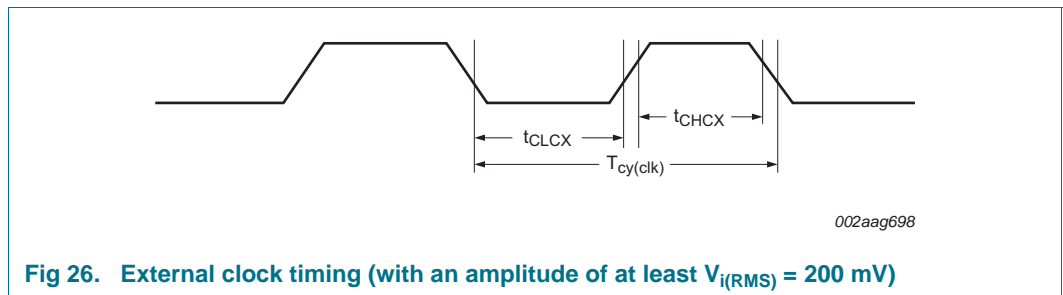 tCLCX
tCHCX
Tcy(clk)
002aag698
Fig 26. External clock timing (with an amplitude of at least Vi(RMS) = 200 mV)